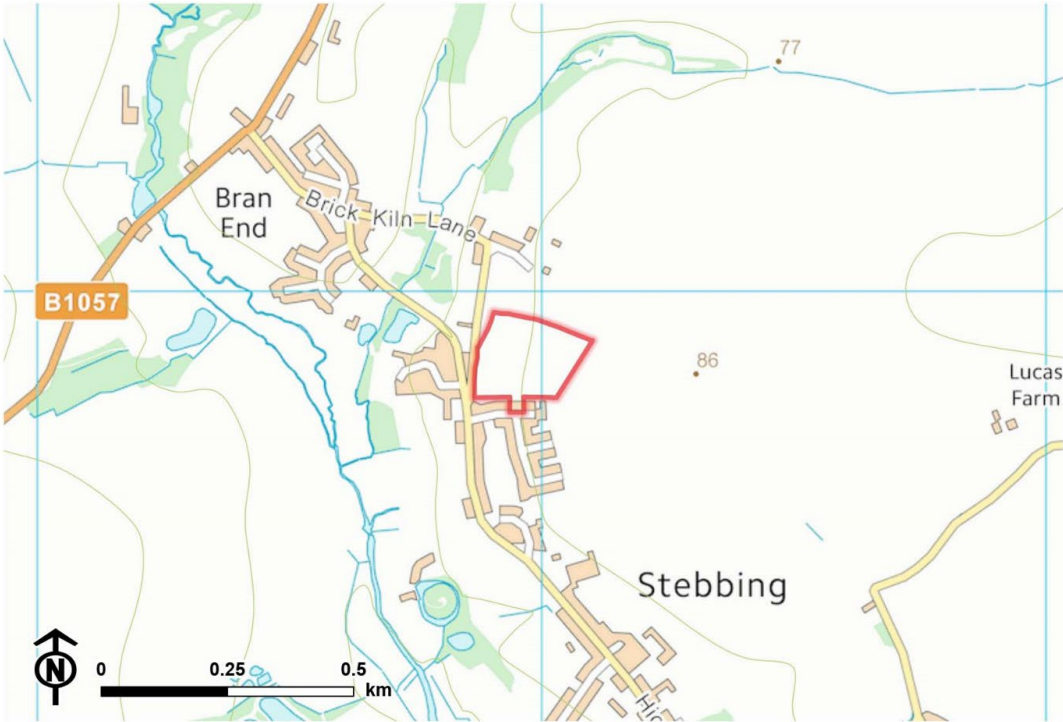 77
Bran
End
Brick Kiln Lane
B1057
86
Lucas
Farm
Stebbing
N
0 0.25 0.5
km